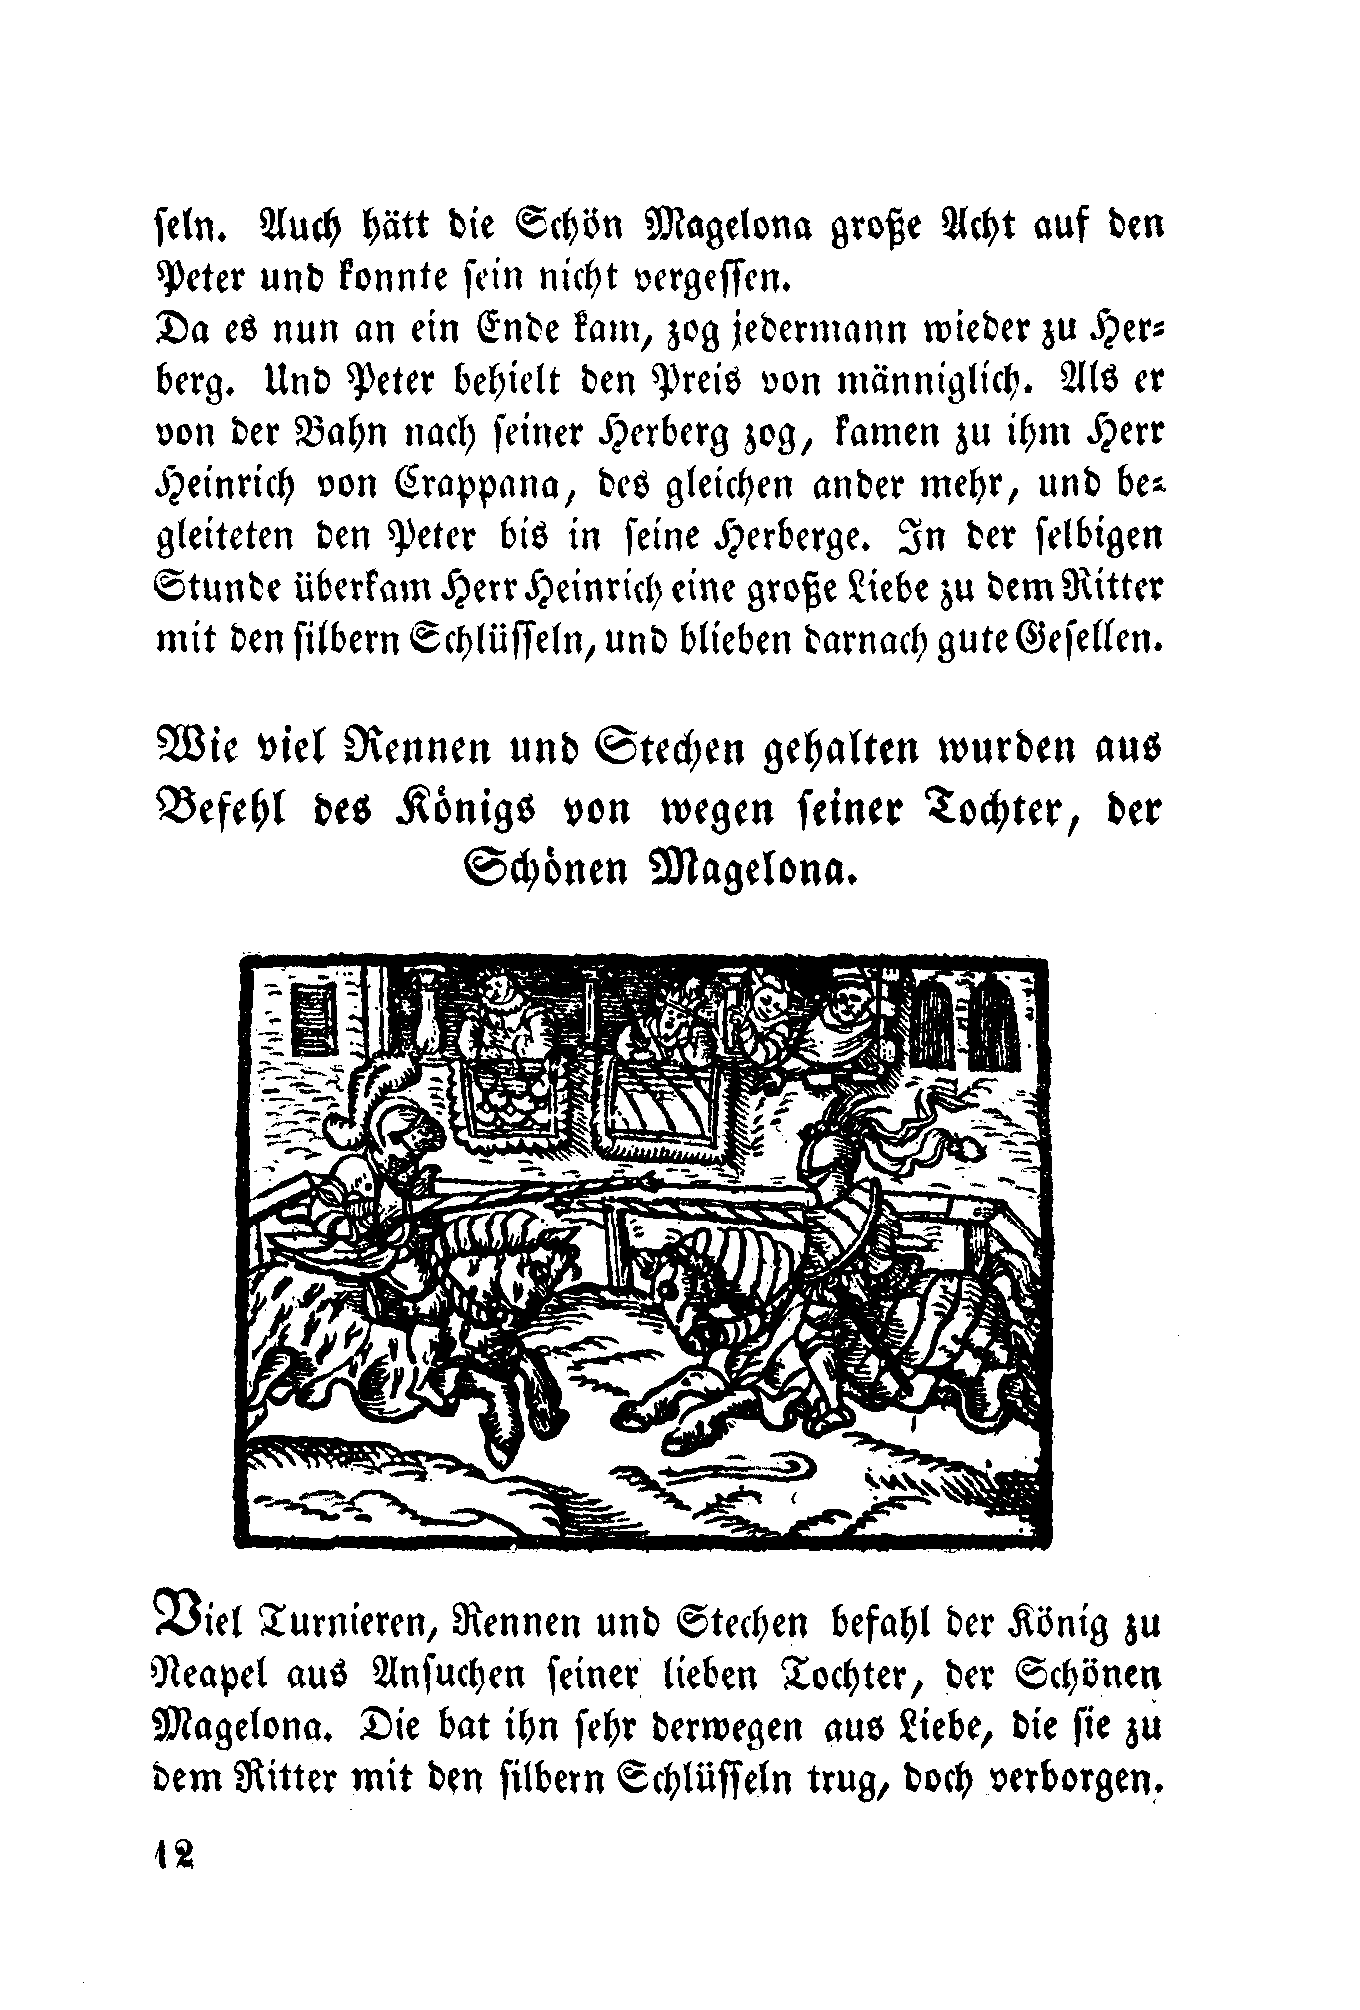 ſeln. Auch hätt die Schön Magelona große Acht auf den
Peter und konnte ſein nicht vergeſſen.
Da es nun an ein Ende kam, zog jedermann wieder zu Her⸗
berg. Und Peter behielt den Preis von männiglich. Als er
von der Bahn nach ſeiner Herberg zog, kamen zu ihm Herr
Heinrich von Crappana, des gleichen ander mehr, und be⸗
gleiteten den Peter bis in ſeine Herberge. In der ſelbigen
Stunde überkam Herr Heinrich eine große Liebe zu dem Ritter
mit den ſilbern Schlüſſeln, und blieben darnach gute Geſellen.
Wie viel Rennen und Stechen gehalten wurden aus
Befehl des Königs von wegen ſeiner Tochter, der
Schönen Magelona.
Viel Turnieren, Rennen und Stechen befahl der König zu
Neapel aus Anſuchen ſeiner lieben Tochter, der Schönen
Magelona. Die bat ihn ſehr derwegen aus Liebe, die ſie zu
dem Ritter mit den ſilbern Schlüſſeln trug, doch verborgen.
12